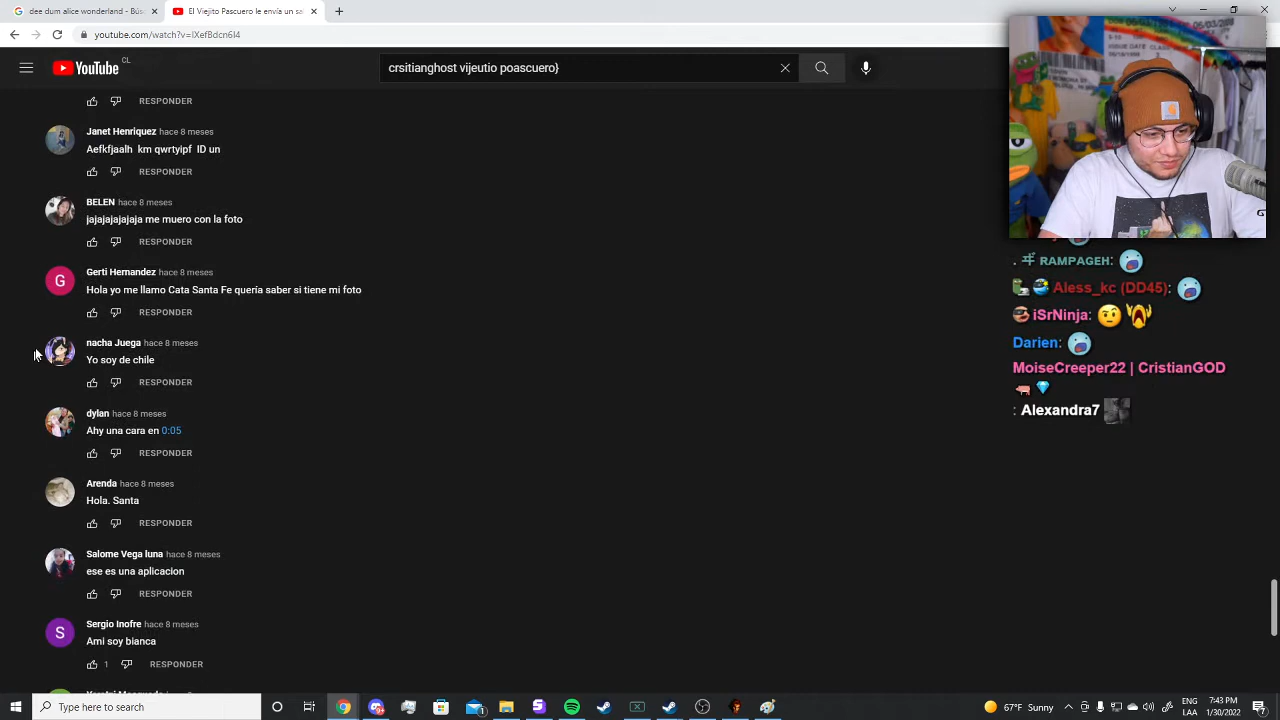 dee dum alice wonderland - Bús
El Viejito Pascuero le envía un sa
youtube.com/watch?v=IXefBdcn6I4
YouTube CL
crsitianghost vijeutio poascuero}
RESPONDER
Janet Henriquez hace 8 meses
Aefkfjaalh km qwrtyipf ID un
RESPONDER
BELEN hace 8 meses
jajajajajajaja me muero con la foto
RESPONDER
G
Gerti Hernandez hace 8 meses
Hola yo me llamo Cata Santa Fe quería saber si tiene mi foto
RESPONDER
nacha Juega hace 8 meses
Yo soy de chile
RESPONDER
dylan hace 8 meses
Ahy una cara en 0:05
RESPONDER
Arenda hace 8 meses
Hola. Santa
RESPONDER
Salome Vega luna hace 8 meses
ese es una aplicacion
RESPONDER
S
Sergio Inofre hace 8 meses
Ami soy bianca
1 RESPONDER
. RAMPAGEH:
Aless_kc (DD45):
iSrNinja:
Darien:
MoiseCreeper22 | CristianGOD
: Alexandra7
Type here to search
67°F Sunny
ENG
LAA
7:43 PM
1/30/2022